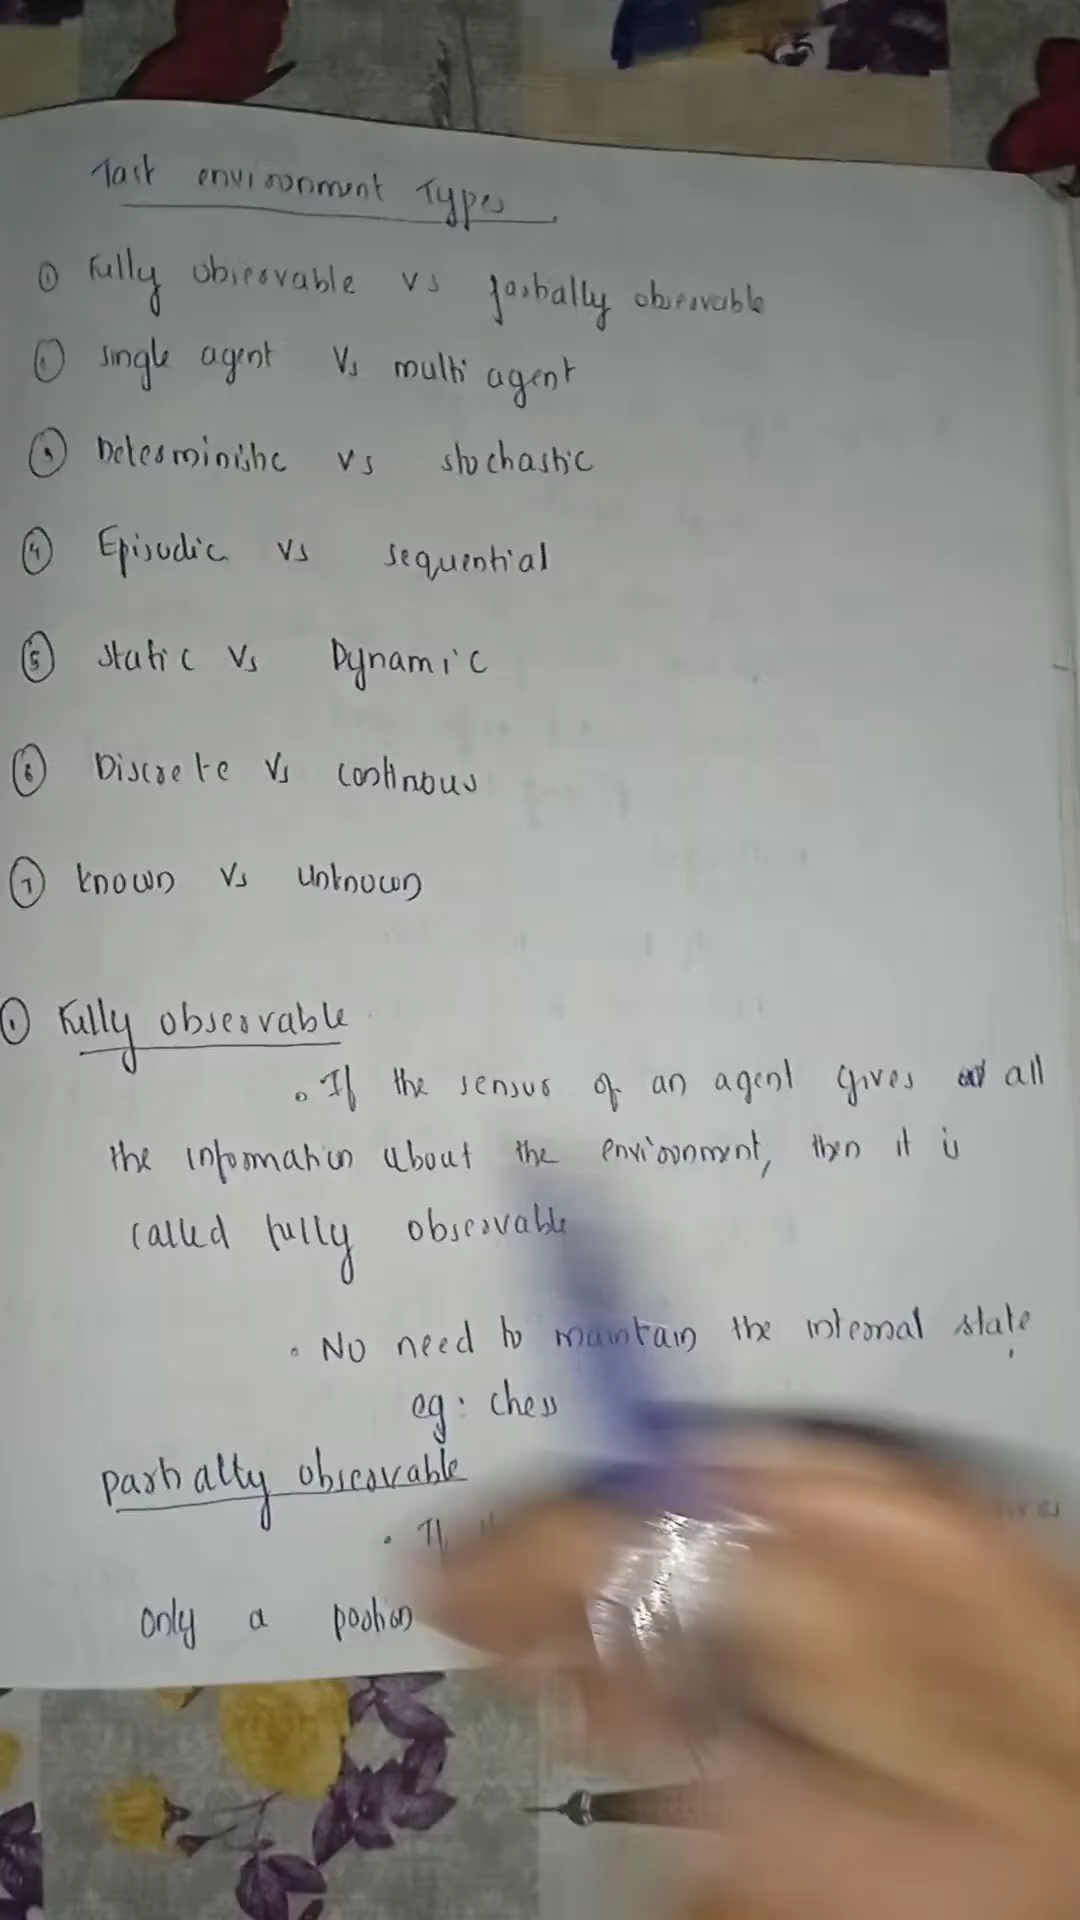 Task environment Types
① Fully observable vs partially observable
② single agent Vs multi agent
③ Deterministic vs stochastic
④ Episodic vs sequential
⑤ static Vs Dynamic
⑥ Discrete Vs continous
⑦ known Vs unknown
① Fully observable
• If the sensus of an agent gives all
the information about the environment, then it is
called fully observable
• No need to maintain the internal state
eg: chess
partially observable
• If
only a portion